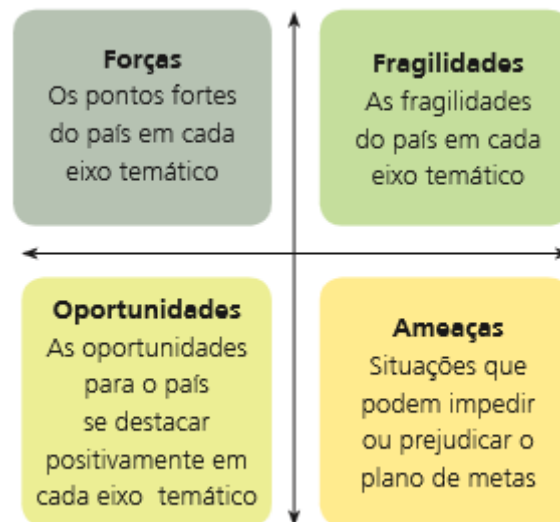 Forças
Os pontos fortes
do país em cada
eixo temático
Fragilidades
As fragilidades
do país em cada
eixo temático
Oportunidades
As oportunidades
para o país
se destacar
positivamente em
cada eixo temático
Ameaças
Situações que
podem impedir
ou prejudicar o
plano de metas